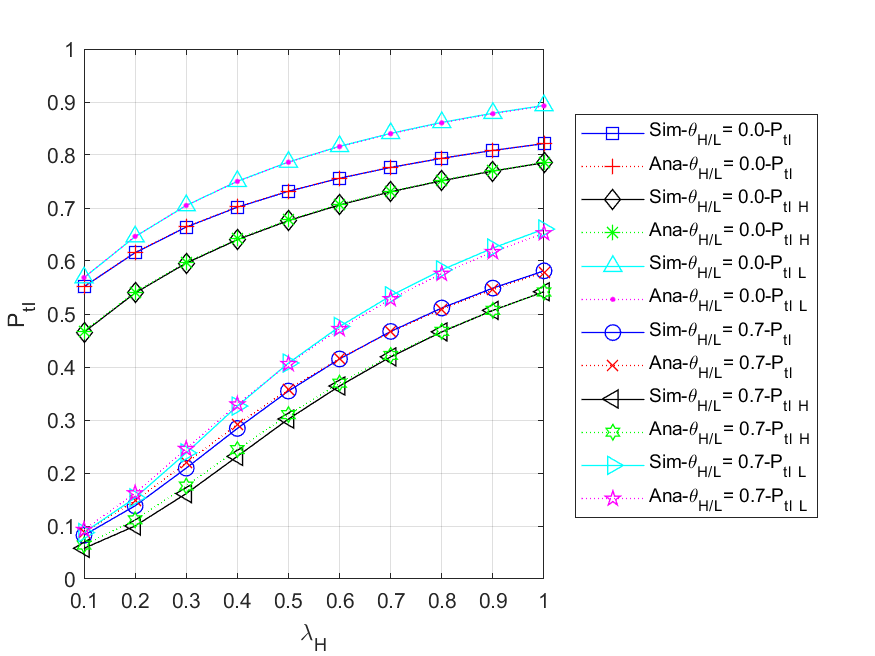 1
0.9
0.8
0.7
0.6
0.5
0.4
0.3
0.2
0.1
0
P_tl
0.1 0.2 0.3 0.4 0.5 0.6 0.7 0.8 0.9 1
λ_H
Sim-θ_H/L= 0.0-P_tl
Ana-θ_H/L= 0.0-P_tl
Sim-θ_H/L= 0.0-P_tl H
Ana-θ_H/L= 0.0-P_tl H
Sim-θ_H/L= 0.0-P_tl L
Ana-θ_H/L= 0.0-P_tl L
Sim-θ_H/L= 0.7-P_tl
Ana-θ_H/L= 0.7-P_tl
Sim-θ_H/L= 0.7-P_tl H
Ana-θ_H/L= 0.7-P_tl H
Sim-θ_H/L= 0.7-P_tl L
Ana-θ_H/L= 0.7-P_tl L